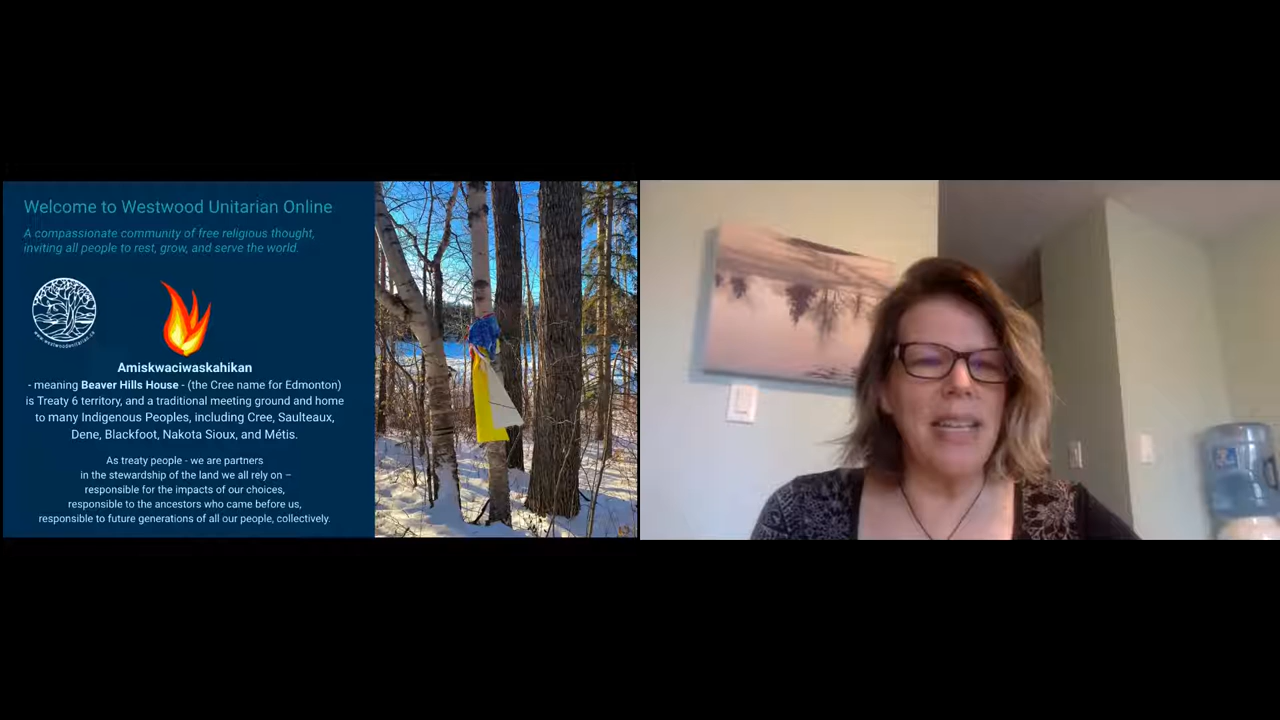 Welcome to Westwood Unitarian Online
A compassionate community of free religious thought,
inviting all people to rest, grow, and serve the world.
www.westwoodunitarian.ca
Amiskwaciwaskahikan
- meaning Beaver Hills House - (the Cree name for Edmonton)
is Treaty 6 territory, and a traditional meeting ground and home
to many Indigenous Peoples, including Cree, Saulteaux,
Dene, Blackfoot, Nakota Sioux, and Métis.
As treaty people - we are partners
in the stewardship of the land we all rely on –
responsible for the impacts of our choices,
responsible to the ancestors who came before us,
responsible to future generations of all our people, collectively.